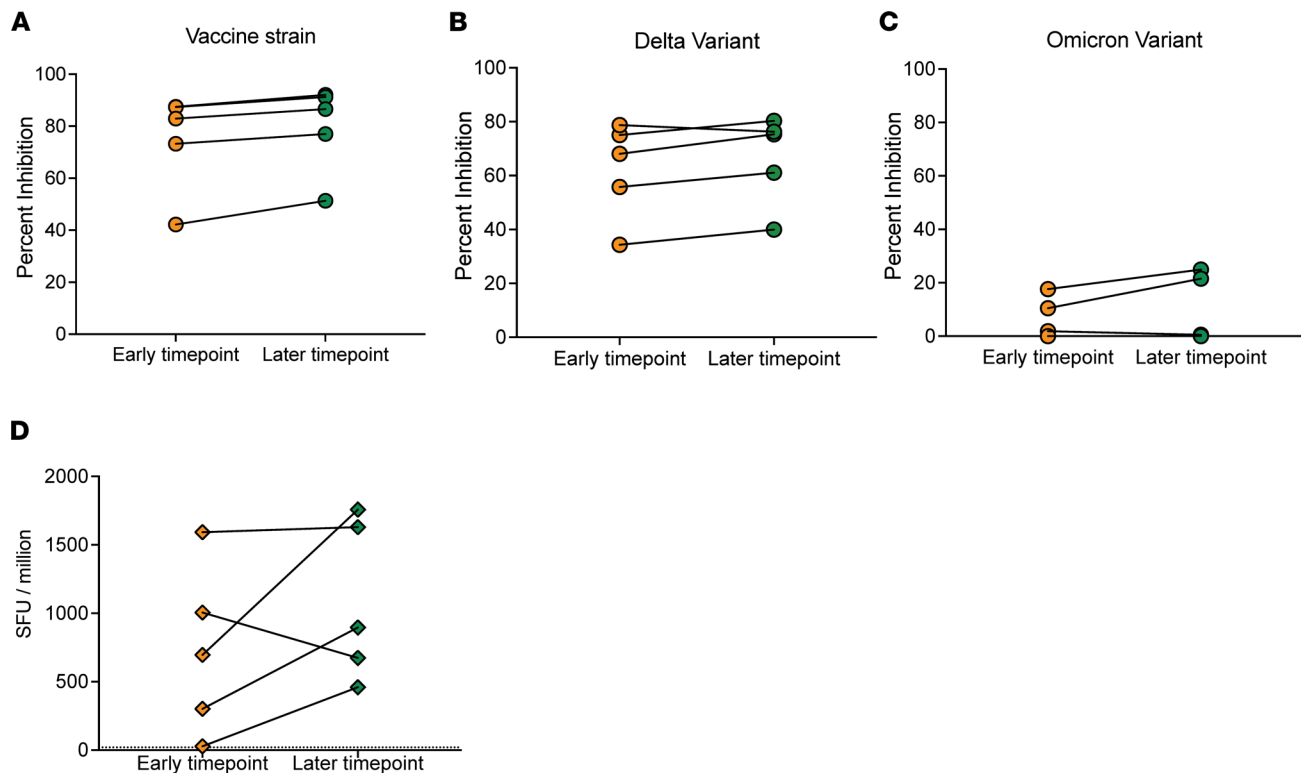 A
Vaccine strain
Percent Inhibition
100
80
60
40
20
0
Early timepoint Later timepoint
B
Delta Variant
Percent Inhibition
100
80
60
40
20
0
Early timepoint Later timepoint
C
Omicron Variant
Percent Inhibition
100
80
60
40
20
0
Early timepoint Later timepoint
D
SFU / million
2000
1500
1000
500
0
Early timepoint Later timepoint